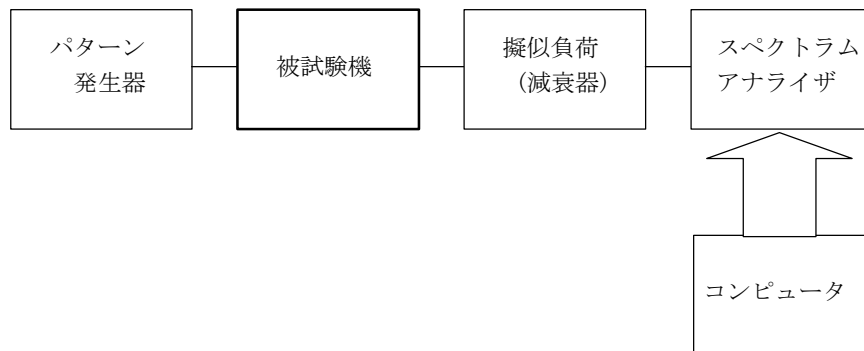 パターン
発生器
被試験機
擬似負荷
（減衰器）
スペクトラム
アナライザ
コンピュータ